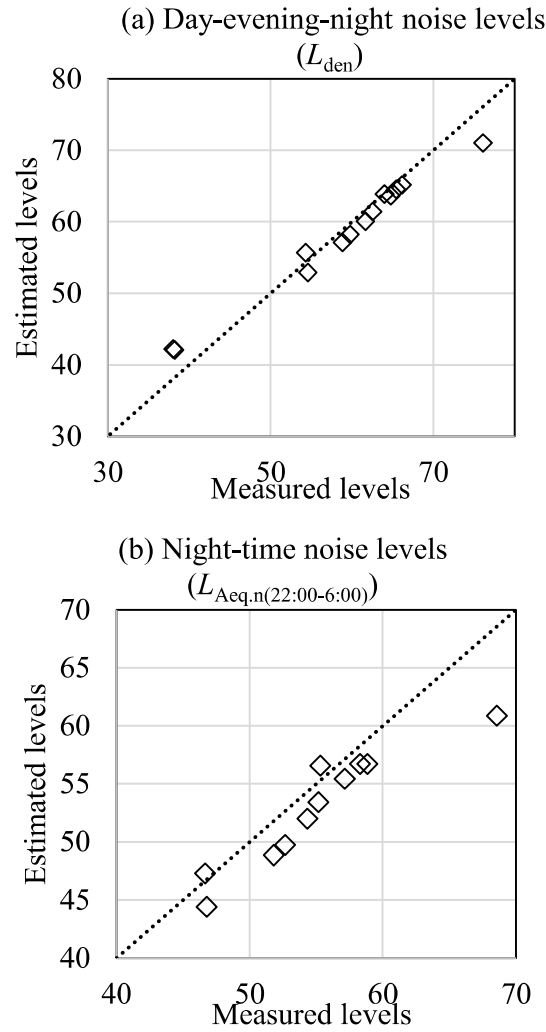 (a) Day-evening-night noise levels
(Lden)
80
70
60
50
40
30
Estimated levels
30
50
70
Measured levels
(b) Night-time noise levels
(LAeq.n(22:00-6:00))
70
65
60
55
50
45
40
Estimated levels
40
50
60
70
Measured levels